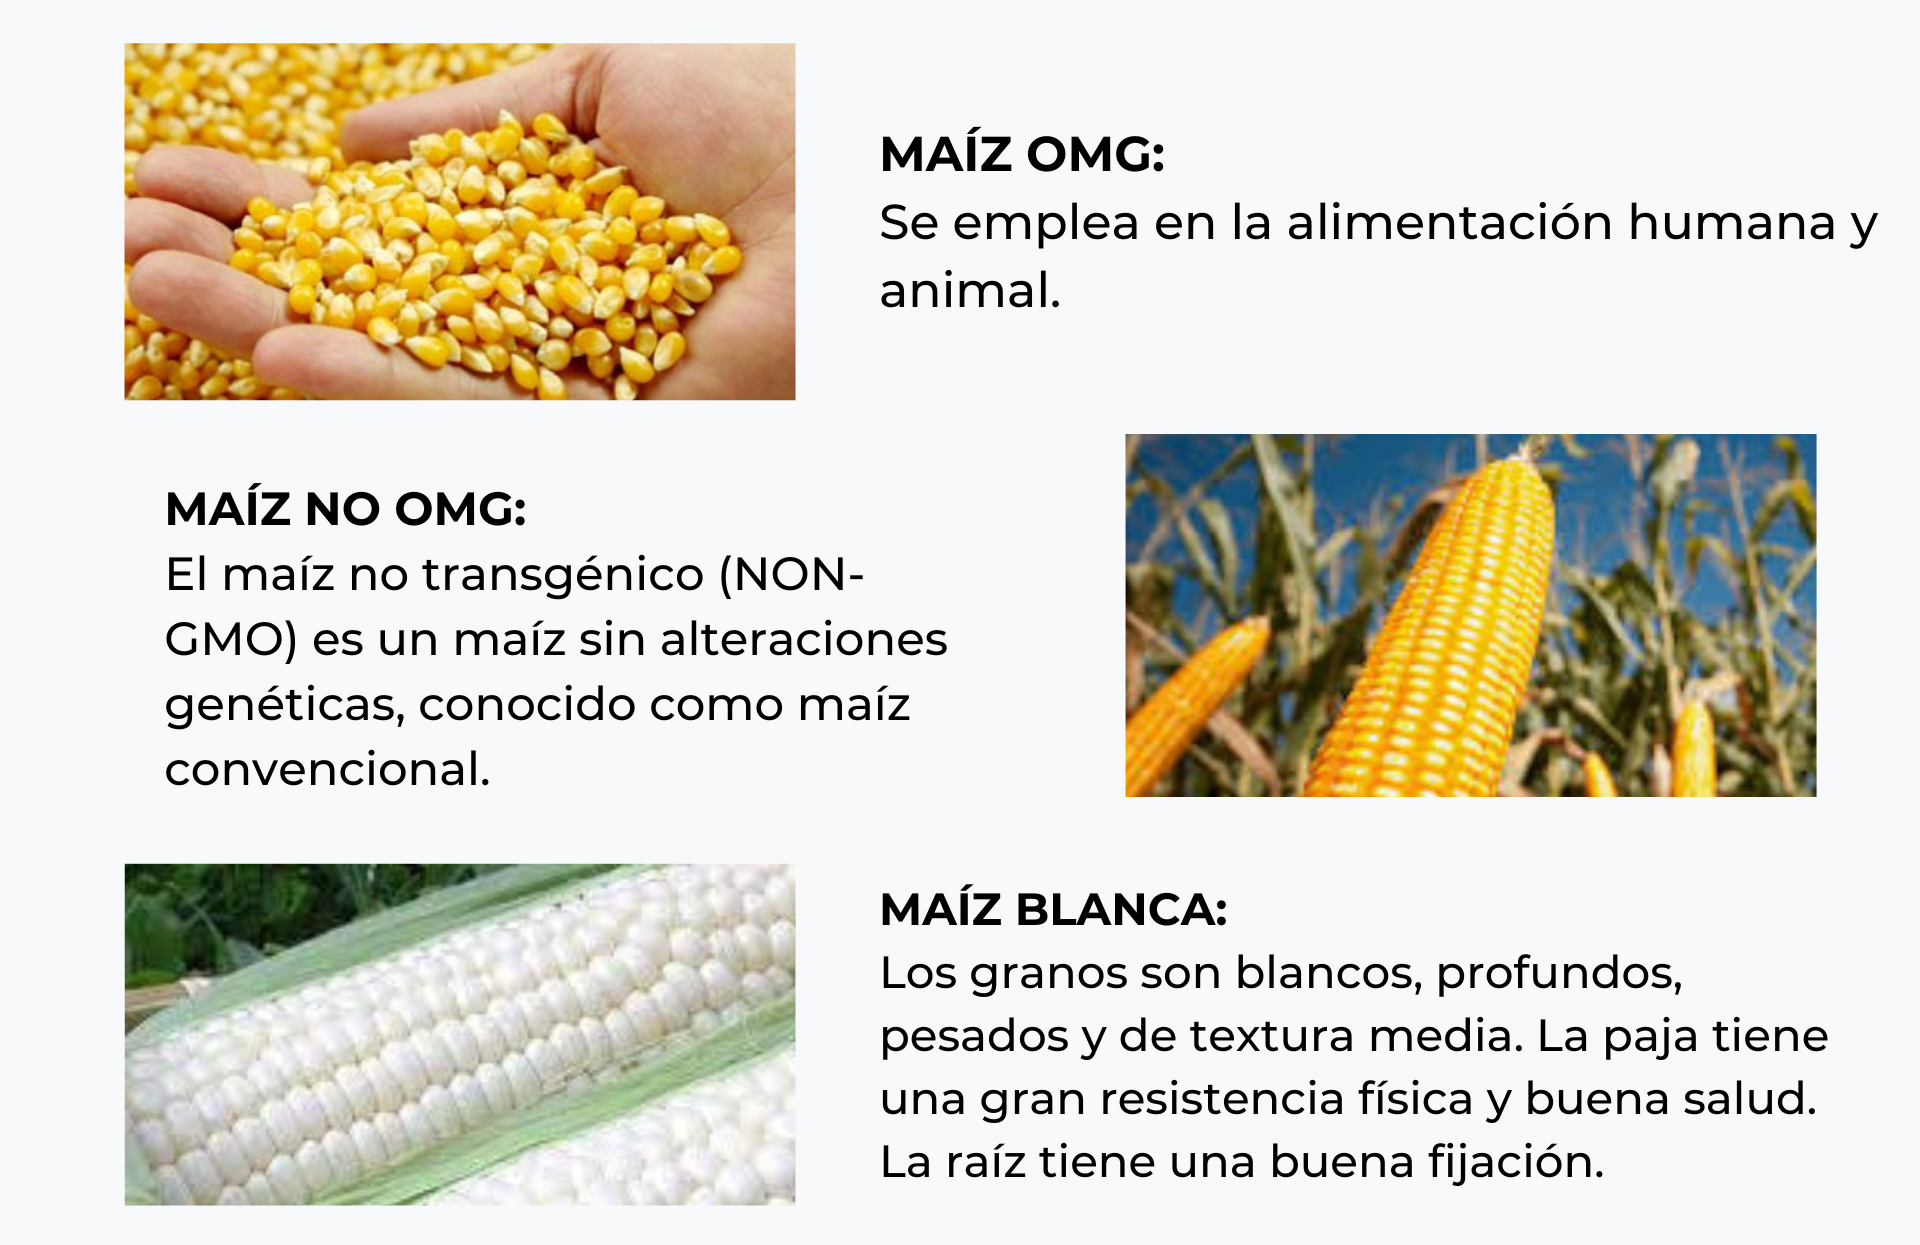 MAÍZ OMG:
Se emplea en la alimentación humana y
animal.
MAÍZ NO OMG:
El maíz no transgénico (NON-
GMO) es un maíz sin alteraciones
genéticas, conocido como maíz
convencional.
MAÍZ BLANCA:
Los granos son blancos, profundos,
pesados y de textura media. La paja tiene
una gran resistencia física y buena salud.
La raíz tiene una buena fijación.